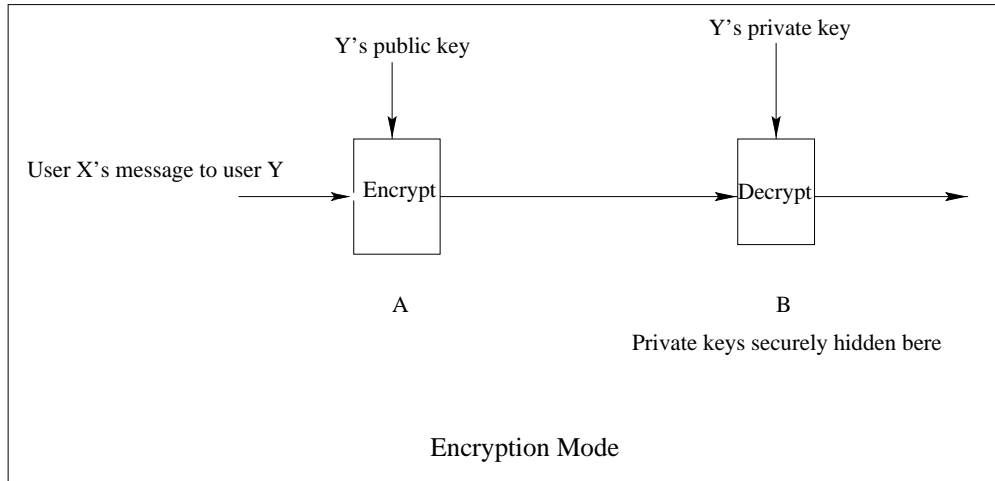 Y's public key
Y's private key
User X's message to user Y
Encrypt
Decrypt
A
B
Private keys securely hidden bere
Encryption Mode